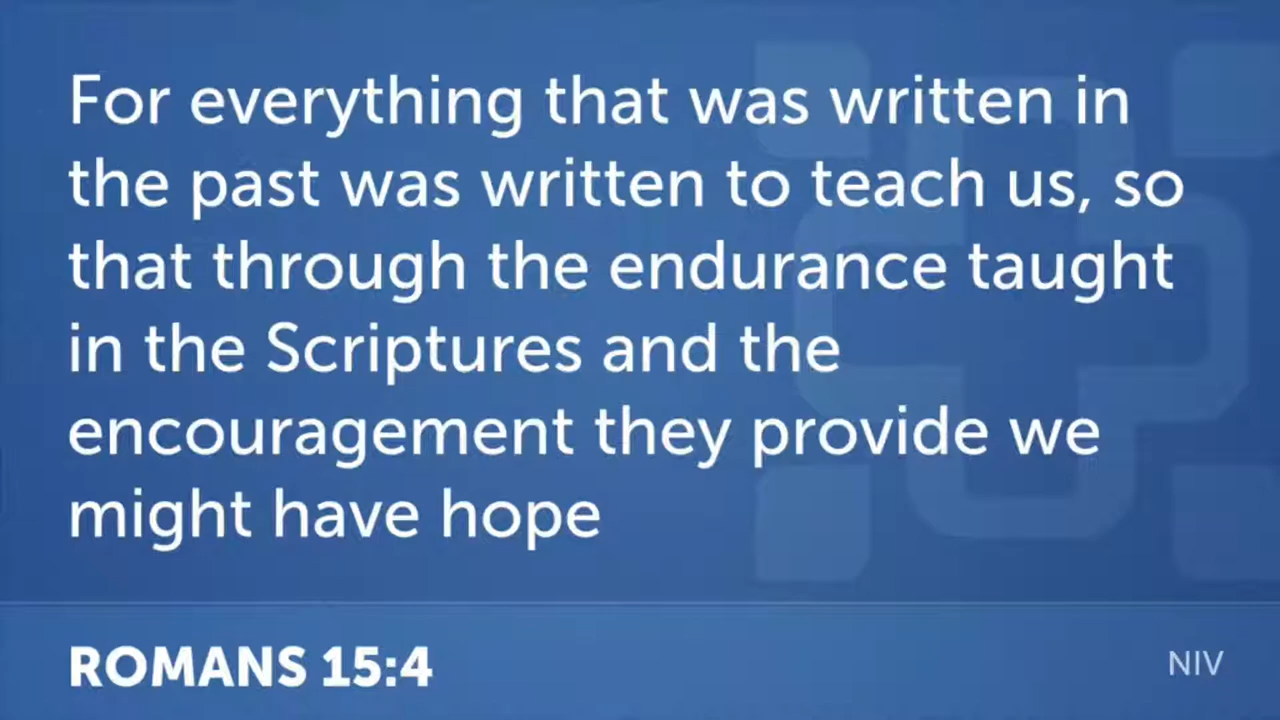 For everything that was written in
the past was written to teach us, so
that through the endurance taught
in the Scriptures and the
encouragement they provide we
might have hope
ROMANS 15:4
NIV